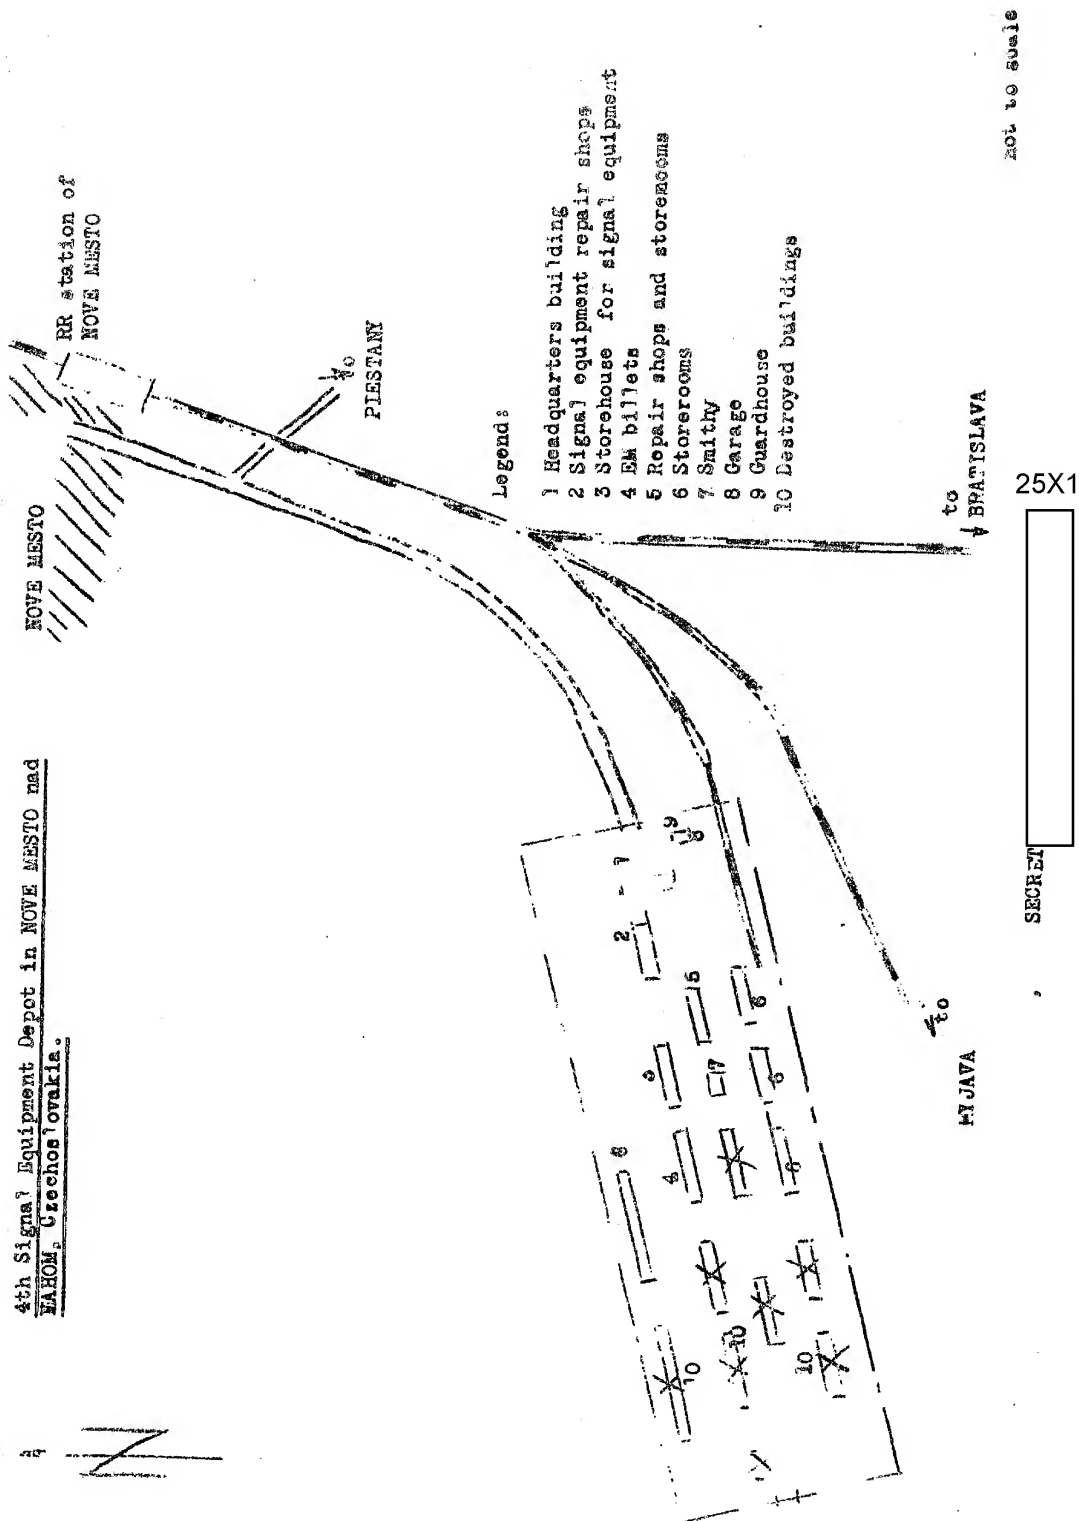 4th Signal Equipment Depot in NOVE MESTO nad
MAHOM, Czechoslovakia.
NOVE MESTO
RR station of
NOVE MESTO
to
PIESTANY
Legend:
1 Headquarters building
2 Signal equipment repair shops
3 Storehouse for signal equipment
4 EM billets
5 Repair shops and storerooms
6 Storerooms
7 Smithy
8 Garage
9 Guardhouse
10 Destroyed buildings
to
BRATISLAVA
not to scale
1
2
9
8
5
7
6
6
6
4
8
10
10
10
to
MYJAVA
SECRET
25X1